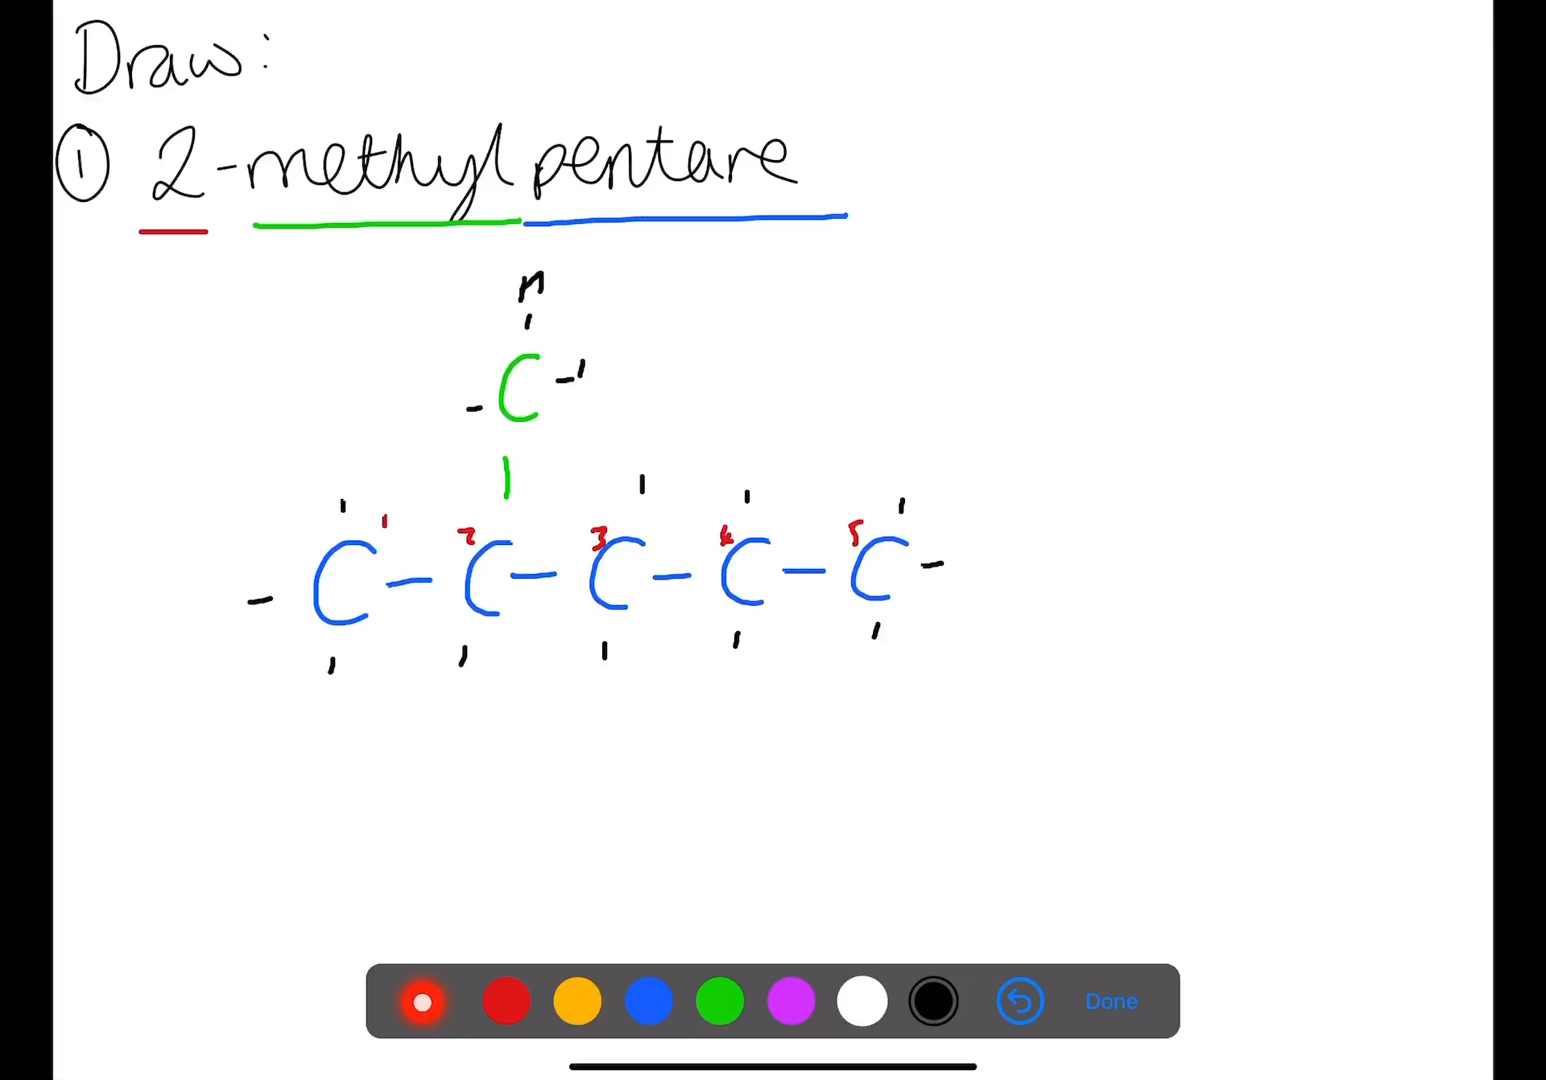 Draw:
① 2-methylpentane
H
C
1 2 3 4 5
C - C - C - C - C
Done